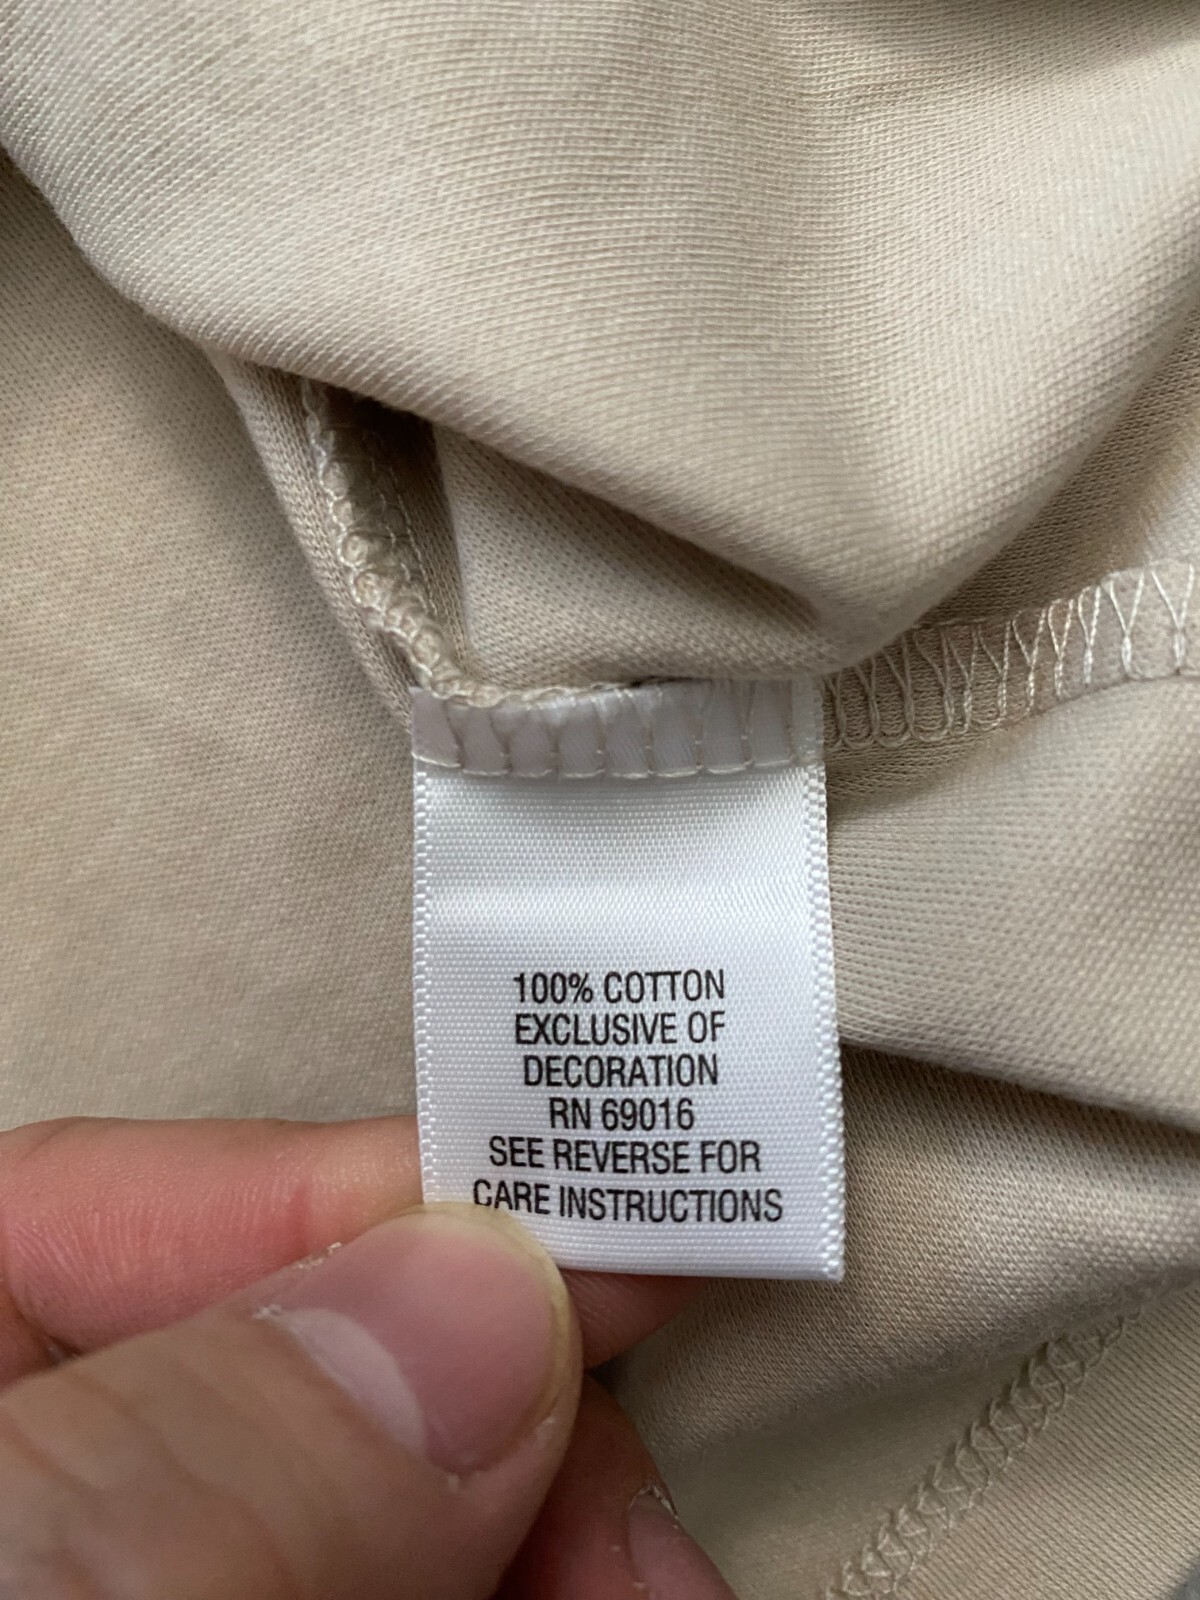 100% COTTON
EXCLUSIVE OF
DECORATION
RN 69016
SEE REVERSE FOR
CARE INSTRUCTIONS